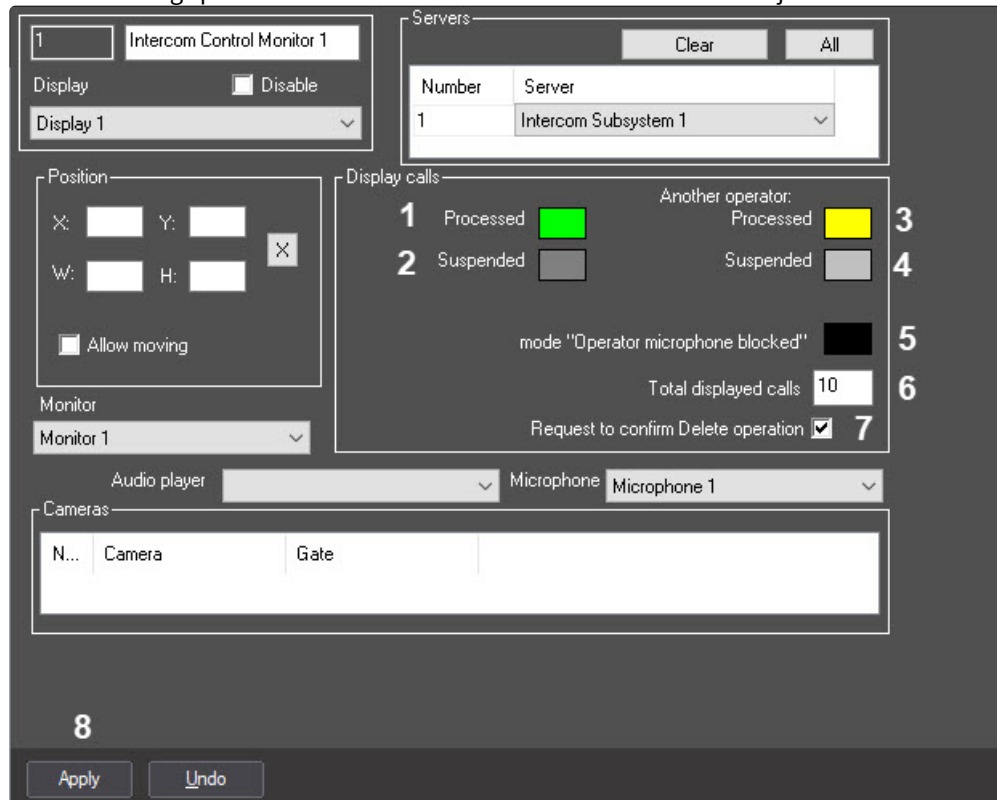 1 Intercom Control Monitor 1
Display Disable
Display 1
Servers
Clear All
Number Server
1 Intercom Subsystem 1
Position
X: Y: X
W: H:
Allow moving
Monitor
Monitor 1
Display calls
Another operator:
1 Processed Processed 3
2 Suspended Suspended 4
mode "Operator microphone blocked" 5
Total displayed calls 10 6
Request to confirm Delete operation 7
Audio player Microphone Microphone 1
Cameras
N... Camera Gate
8
Apply Undo